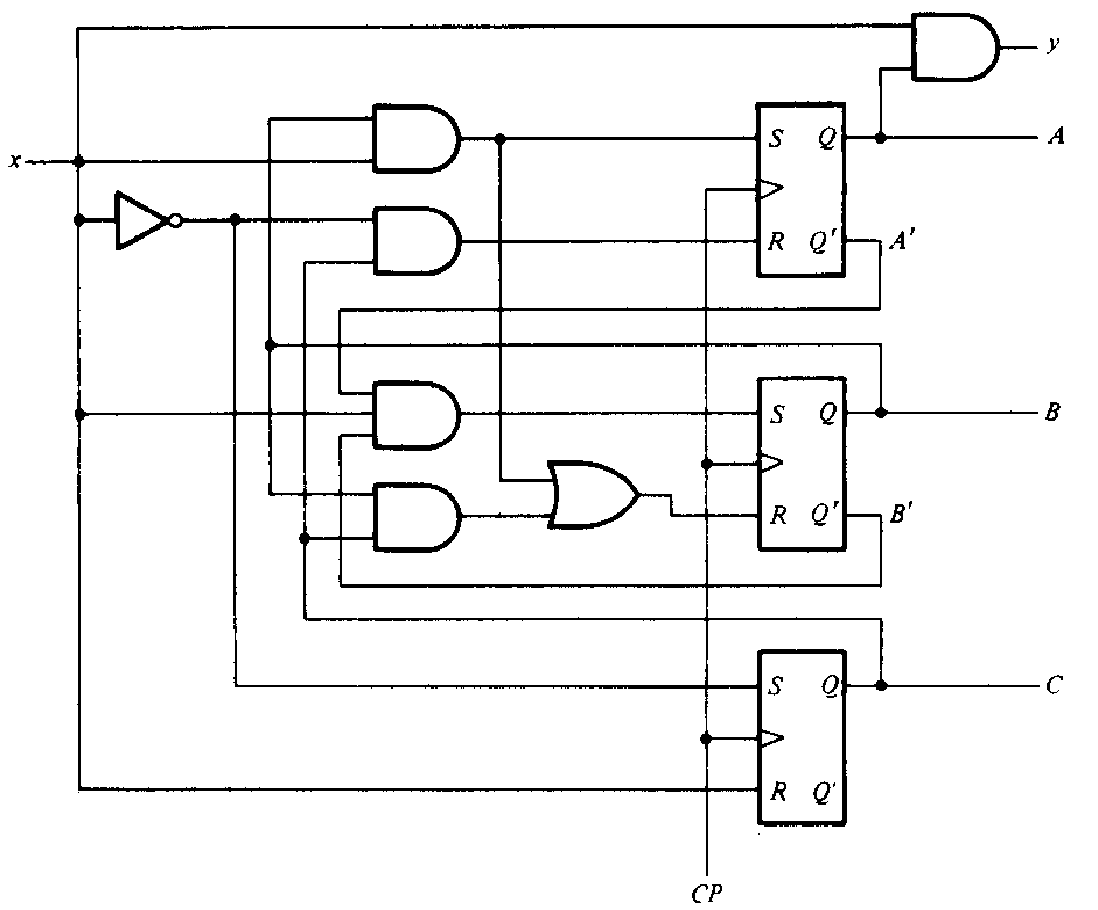 y
S Q A
x
R Q' A'
S Q B
R Q' B'
S Q C
R Q'
CP